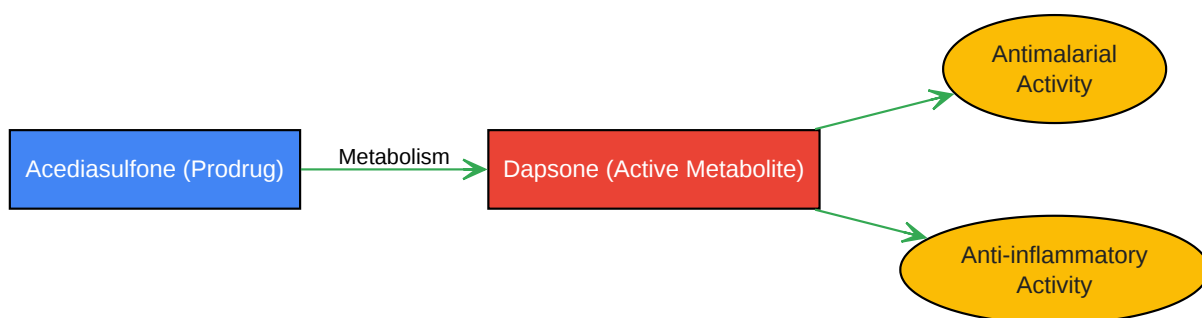 Acediasulfone (Prodrug)
Metabolism
Dapsone (Active Metabolite)
Antimalarial
Activity
Anti-inflammatory
Activity